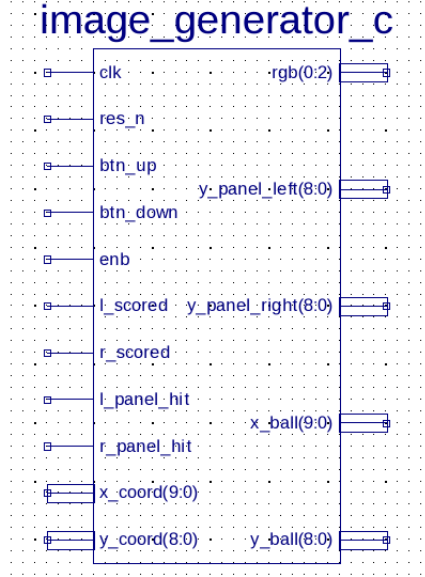 image_generator_c
clk
rgb(0:2)
res_n
btn_up
y_panel_left(8:0)
btn_down
enb
l_scored
y_panel_right(8:0)
r_scored
l_panel_hit
x_ball(9:0)
r_panel_hit
x_coord(9:0)
y_coord(8:0)
y_ball(8:0)